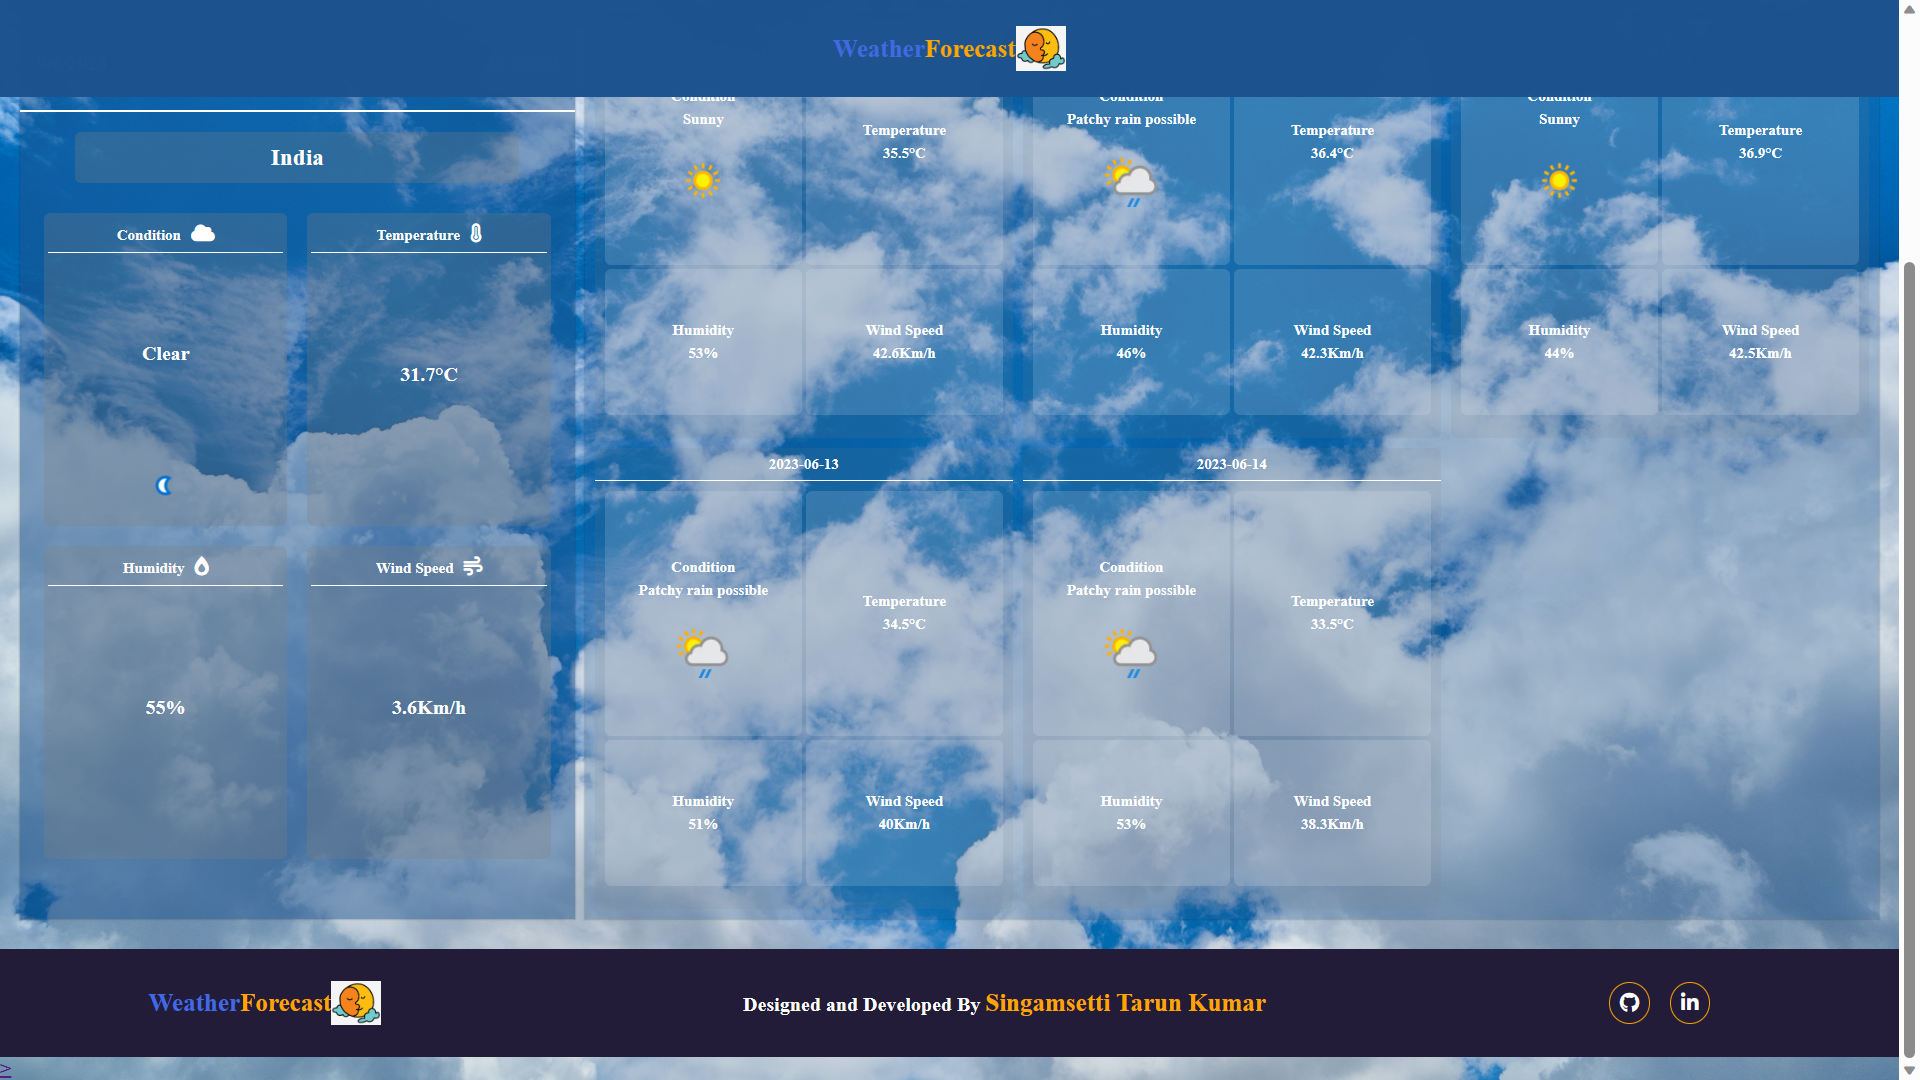 WeatherForecast
India
Condition
Clear
Temperature
31.7°C
Humidity
55%
Wind Speed
3.6Km/h
Condition
Sunny
Temperature
35.5°C
Humidity
53%
Wind Speed
42.6Km/h
Condition
Patchy rain possible
Temperature
36.4°C
Humidity
46%
Wind Speed
42.3Km/h
Condition
Sunny
Temperature
36.9°C
Humidity
44%
Wind Speed
42.5Km/h
2023-06-13
Condition
Patchy rain possible
Temperature
34.5°C
Humidity
51%
Wind Speed
40Km/h
2023-06-14
Condition
Patchy rain possible
Temperature
33.5°C
Humidity
53%
Wind Speed
38.3Km/h
WeatherForecast
Designed and Developed By Singamsetti Tarun Kumar
in
>